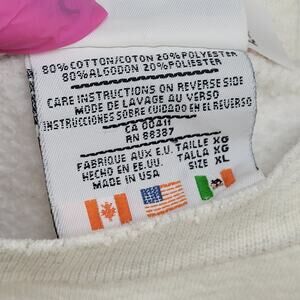 80% COTTON/COTON 20% POLYESTER
80% ALGODON 20% POLYESTER
CARE INSTRUCTIONS ON REVERSE SIDE
MODE DE LAVAGE AU VERSO
INSTRUCCIONES SOBRE CUIDADO EN EL REVERSO
CA 00411
RN 88387
FABRIQUE AUX E.U. TAILLE XG
HECHO EN EE.UU. TALLA XG
MADE IN USA SIZE XL